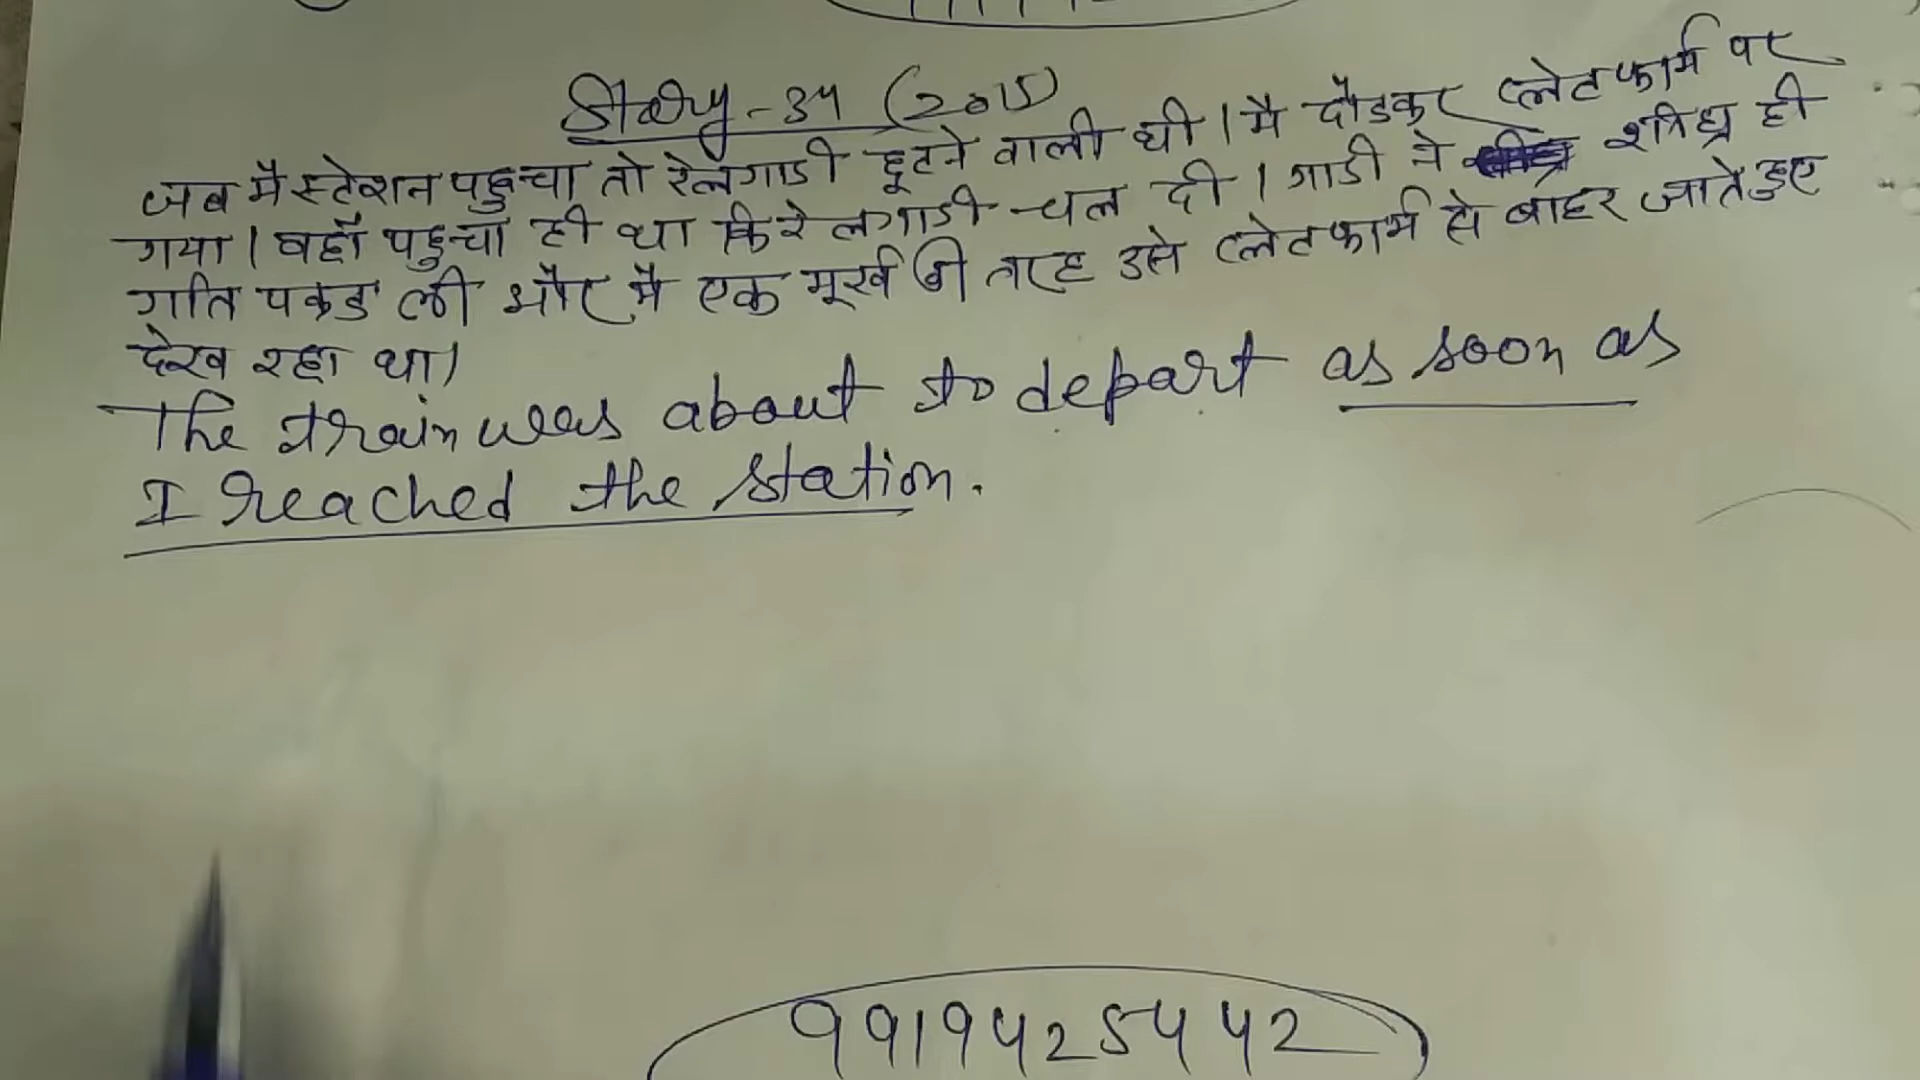 Story - 34 (2015)
जब मै स्टेशन पहुन्चा तो रेलगाडी छूटने वाली थी। मै दौडकर प्लेटफार्म पर
गया। वहाँ पहुन्चा ही था कि रेलगाडी चल दी। गाडी ने शीघ्र ही
गति पकड ली और मै एक मूर्ख की तरह उसे प्लेटफार्म से बाहर जाते हुए
देख रहा था।
The train was about to depart as soon as
I reached the station.
9919425442